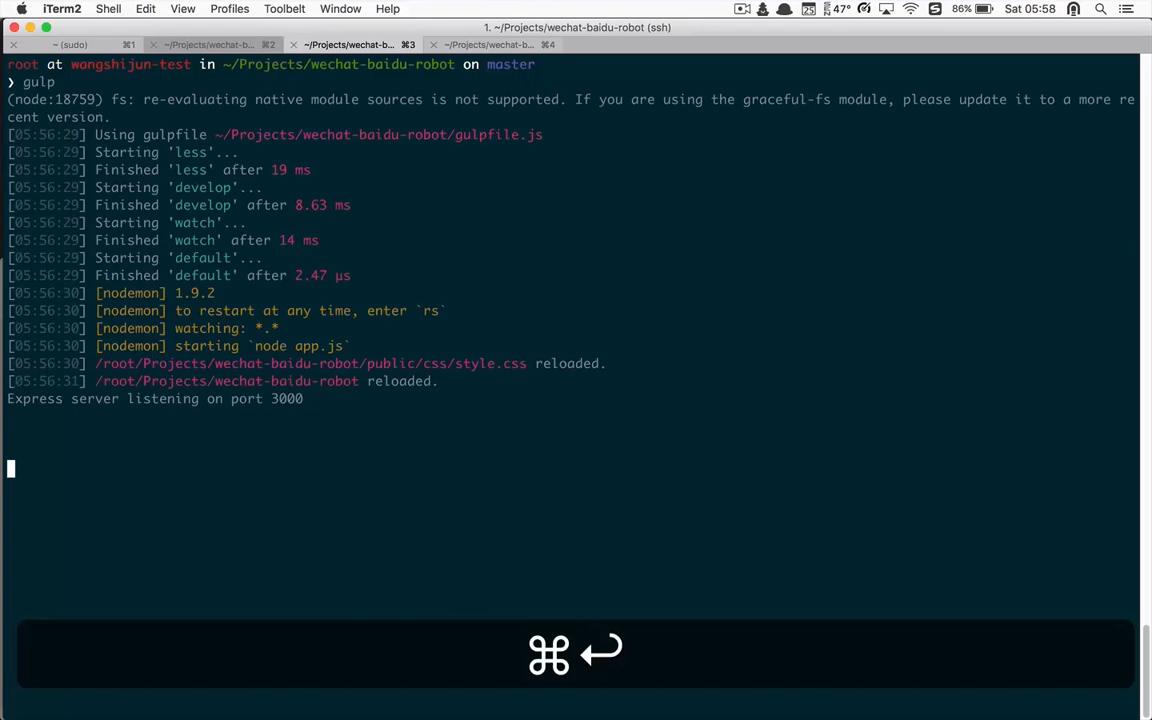 iTerm2 Shell Edit View Profiles Toolbelt Window Help 25 47° 86% Sat 05:58
1. ~/Projects/wechat-baidu-robot (ssh)
~ (sudo) ⌘1 ~/Projects/wechat-b... ⌘2 ~/Projects/wechat-b... ⌘3 ~/Projects/wechat-b... ⌘4
root at wangshijun-test in ~/Projects/wechat-baidu-robot on master
❯ gulp
(node:18759) fs: re-evaluating native module sources is not supported. If you are using the graceful-fs module, please update it to a more re
cent version.
[05:56:29] Using gulpfile ~/Projects/wechat-baidu-robot/gulpfile.js
[05:56:29] Starting 'less'...
[05:56:29] Finished 'less' after 19 ms
[05:56:29] Starting 'develop'...
[05:56:29] Finished 'develop' after 8.63 ms
[05:56:29] Starting 'watch'...
[05:56:29] Finished 'watch' after 14 ms
[05:56:29] Starting 'default'...
[05:56:29] Finished 'default' after 2.47 μs
[05:56:30] [nodemon] 1.9.2
[05:56:30] [nodemon] to restart at any time, enter `rs`
[05:56:30] [nodemon] watching: *.*
[05:56:30] [nodemon] starting `node app.js`
[05:56:30] /root/Projects/wechat-baidu-robot/public/css/style.css reloaded.
[05:56:31] /root/Projects/wechat-baidu-robot reloaded.
Express server listening on port 3000
⌘↩